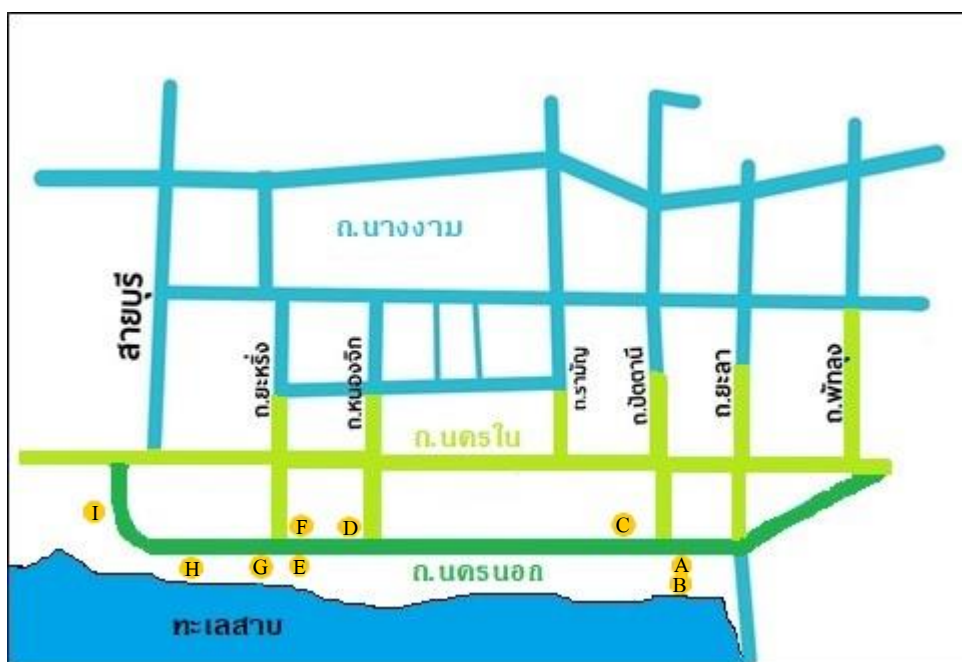 ถ.นางงาม
สายบุรี
ถ.ยะหริ่ง
ถ.หนองจิก
ถ.รามัญ
ถ.ปัตตานี
ถ.ยะลา
ถ.พัทลุง
ถ.นครใน
I
F
D
C
H
G
E
ถ.นครนอก
A
B
ทะเลสาบ